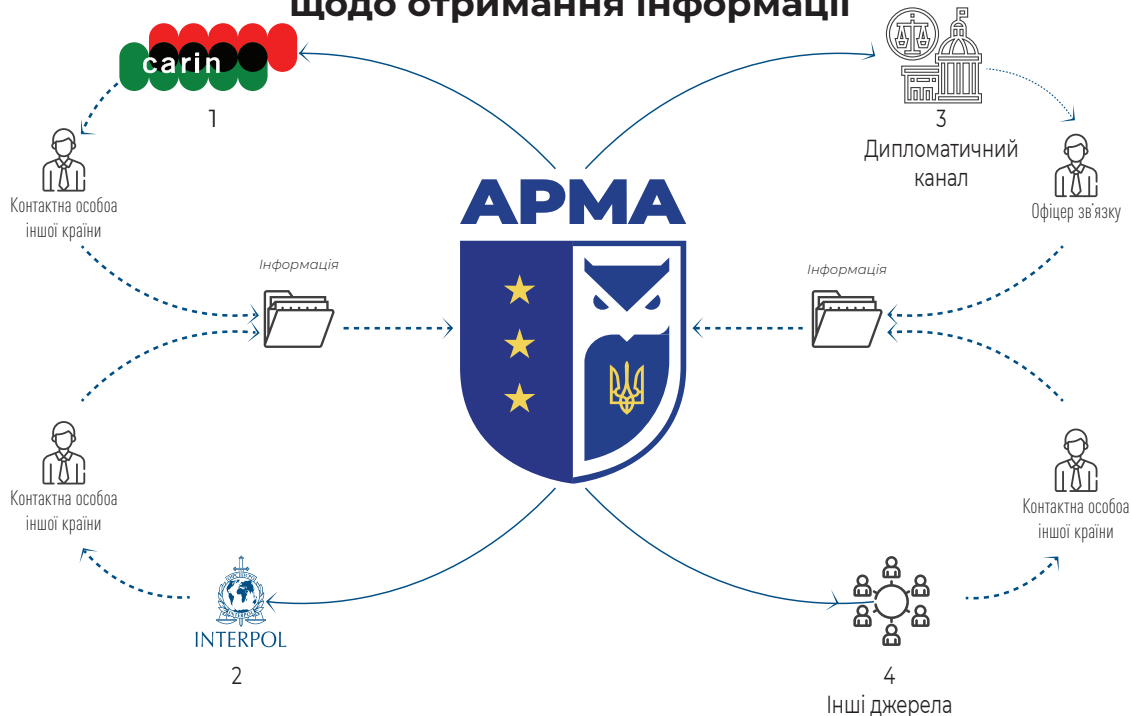 щодо отримання інформації
carin
1
3
Дипломатичний
канал
Контактна особоа
іншої країни
Офіцер зв'язку
АРМА
Інформація
Інформація
Контактна особоа
іншої країни
Контактна особоа
іншої країни
INTERPOL
2
4
Інші джерела